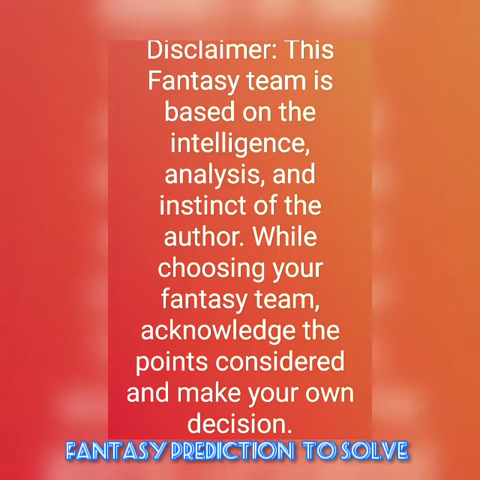 Disclaimer: This
Fantasy team is
based on the
intelligence,
analysis, and
instinct of the
author. While
choosing your
fantasy team,
acknowledge the
points considered
and make your own
decision.
FANTASY PREDICTION TO SOLVE